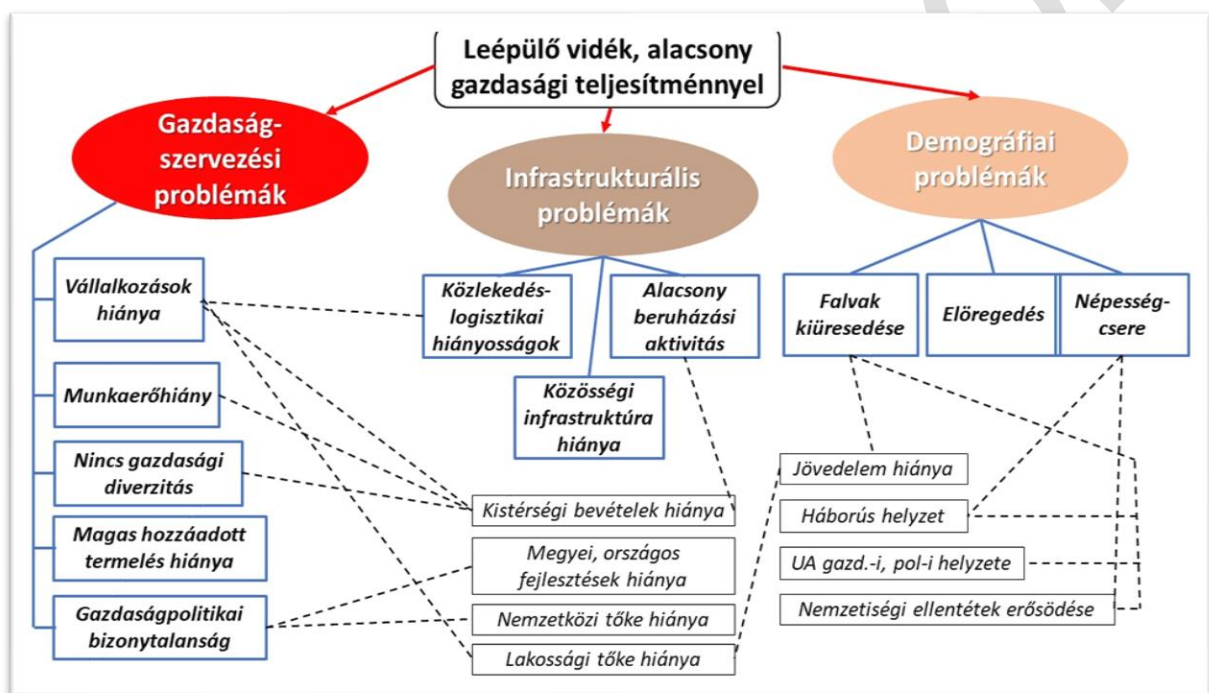 Leépülő vidék, alacsony
gazdasági teljesítménnyel
Gazdaság-
szervezési
problémák
Infrastrukturális
problémák
Demográfiai
problémák
Vállalkozások
hiánya
Munkaerőhiány
Nincs gazdasági
diverzitás
Magas hozzáadott
termelés hiánya
Gazdaságpolitikai
bizonytalanság
Közlekedés-
logisztikai
hiányosságok
Alacsony
beruházási
aktivitás
Közösségi
infrastruktúra
hiánya
Falvak
kiüresedése
Elöregedés
Népesség-
csere
Kistérségi bevételek hiánya
Megyei, országos
fejlesztések hiánya
Nemzetközi tőke hiánya
Lakossági tőke hiánya
Jövedelem hiánya
Háborús helyzet
UA gazd.-i, pol-i helyzete
Nemzetiségi ellentétek erősödése